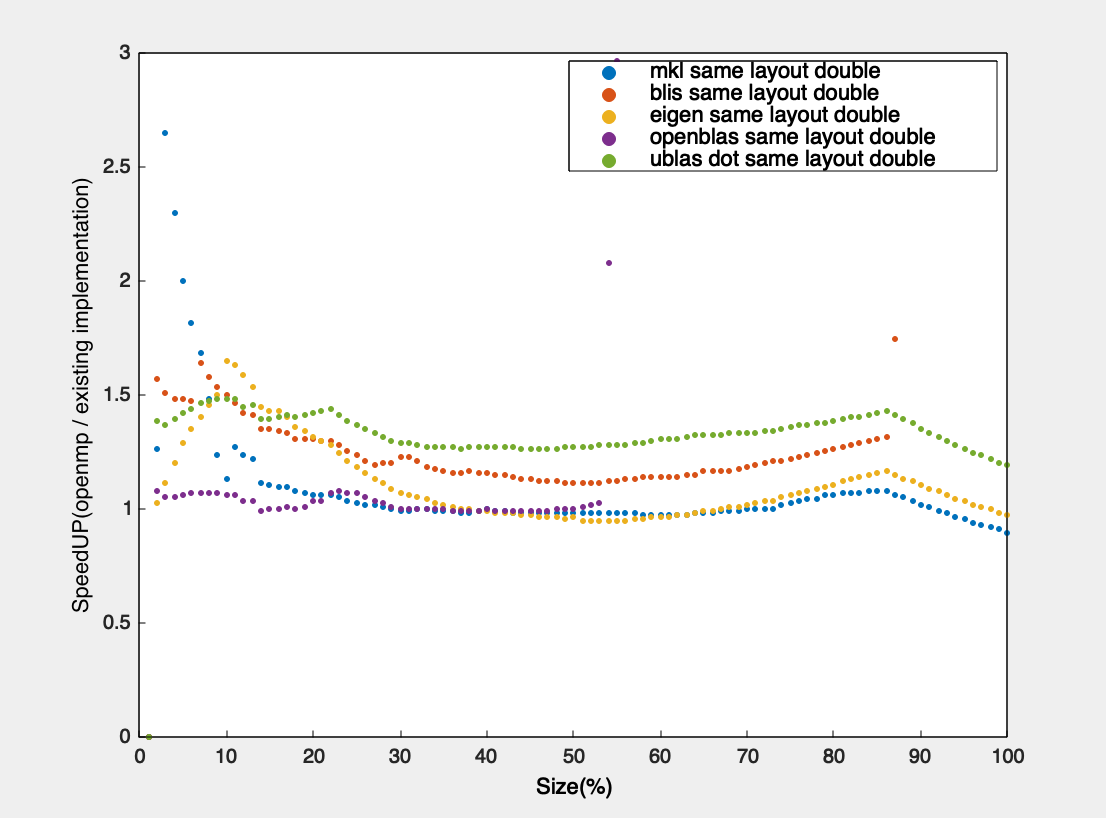 3
2.5
2
1.5
1
0.5
0
SpeedUP(openmp / existing implementation)
mkl same layout double
blis same layout double
eigen same layout double
openblas same layout double
ublas dot same layout double
0 10 20 30 40 50 60 70 80 90 100
Size(%)